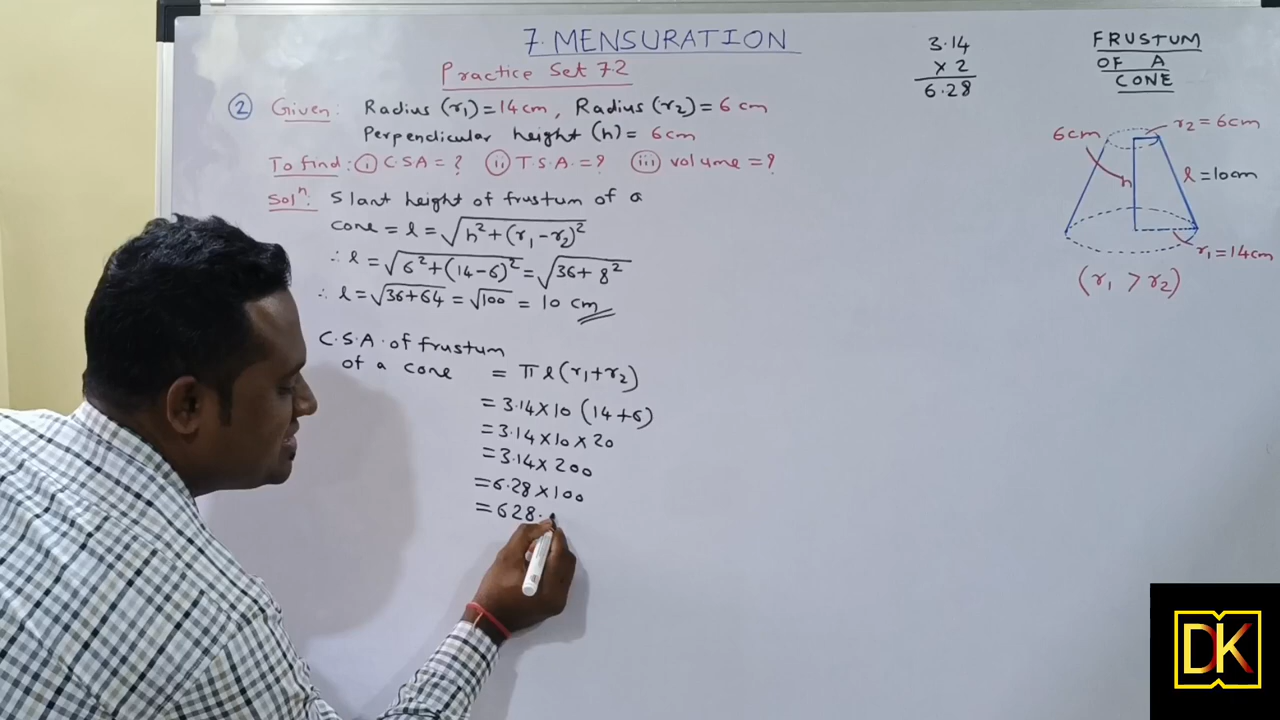 7. MENSURATION
Practice Set 7.2
② Given: Radius (r₁) = 14 cm, Radius (r₂) = 6 cm
Perpendicular height (h) = 6cm
To find: ⓘ C.S.A = ? ⓘⓘ T.S.A. = ? ⓘⓘⓘ volume = ?
Solⁿ: Slant height of frustum of a
cone = l = √h² + (r₁ - r₂)²
∴ l = √6² + (14 - 6)² = √36 + 8²
∴ l = √36 + 64 = √100 = 10 cm
C.S.A. of frustum
of a cone = π l (r₁ + r₂)
= 3.14 × 10 (14 + 6)
= 3.14 × 10 × 20
= 3.14 × 200
= 6.28 × 100
= 628.
3.14
× 2
6.28
FRUSTUM
OF A
CONE
6cm
r₂ = 6cm
h
l = 10cm
r₁ = 14cm
(r₁ > r₂)
DK